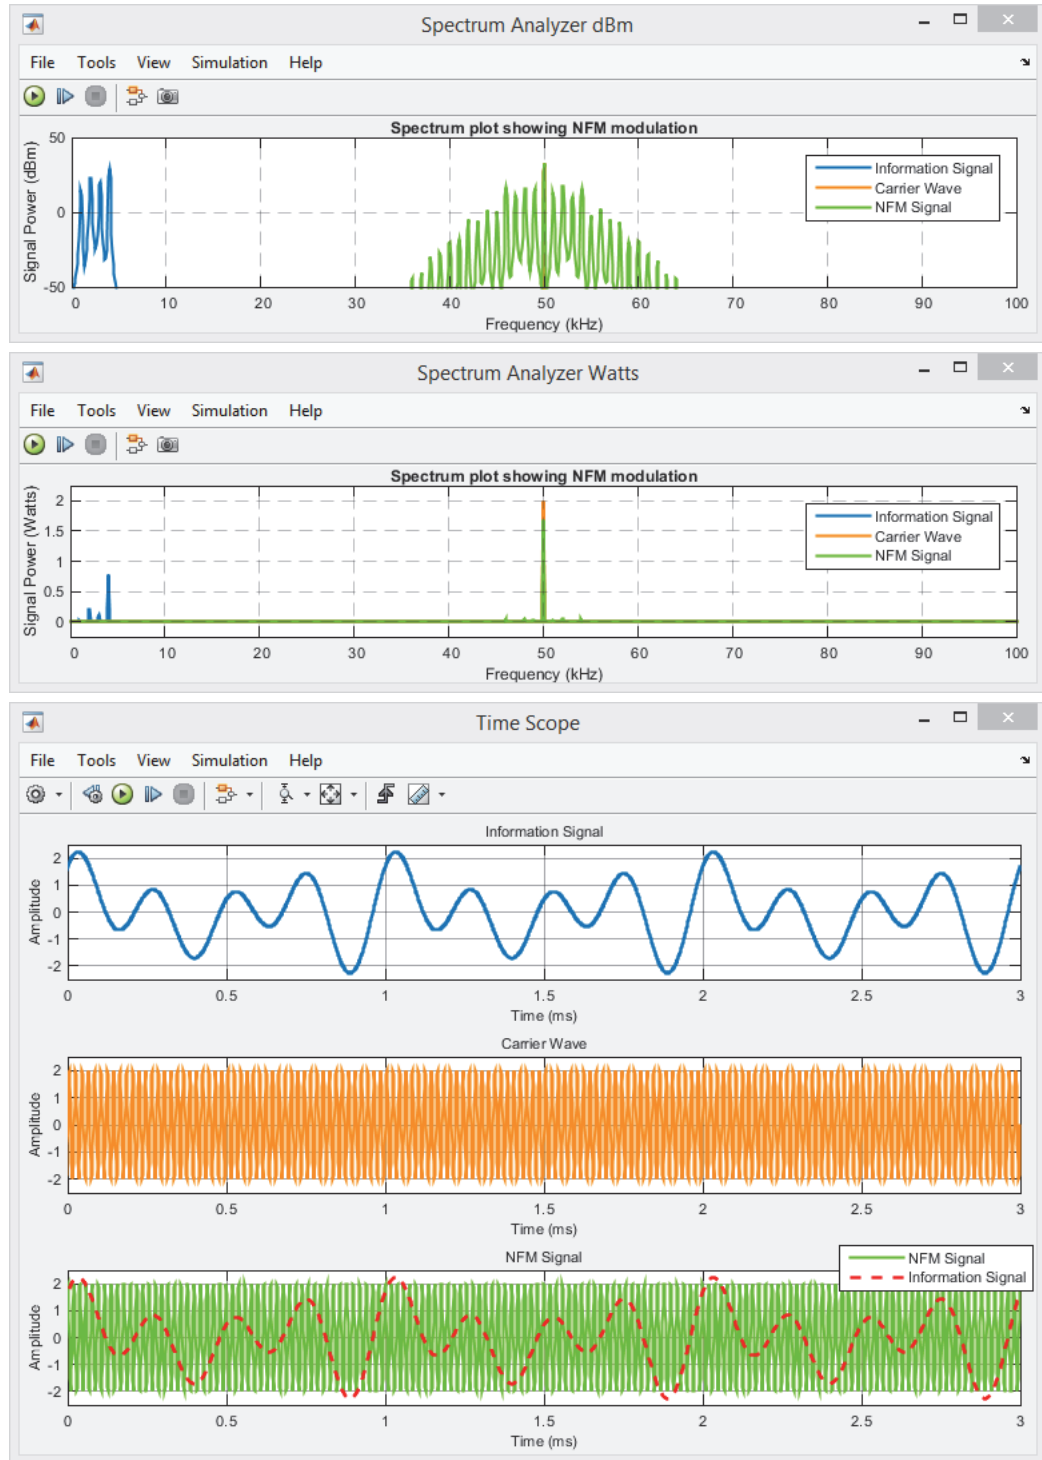 Spectrum Analyzer dBm
File Tools View Simulation Help
Spectrum plot showing NFM modulation
Signal Power (dBm)
50
0
-50
Information Signal
Carrier Wave
NFM Signal
0 10 20 30 40 50 60 70 80 90 100
Frequency (kHz)
Spectrum Analyzer Watts
File Tools View Simulation Help
Spectrum plot showing NFM modulation
Signal Power (Watts)
2
1.5
1
0.5
0
Information Signal
Carrier Wave
NFM Signal
0 10 20 30 40 50 60 70 80 90 100
Frequency (kHz)
Time Scope
File Tools View Simulation Help
Information Signal
Amplitude
2
1
0
-1
-2
0 0.5 1 1.5 2 2.5 3
Time (ms)
Carrier Wave
Amplitude
2
1
0
-1
-2
0 0.5 1 1.5 2 2.5 3
Time (ms)
NFM Signal
NFM Signal
Information Signal
Amplitude
2
1
0
-1
-2
0 0.5 1 1.5 2 2.5 3
Time (ms)